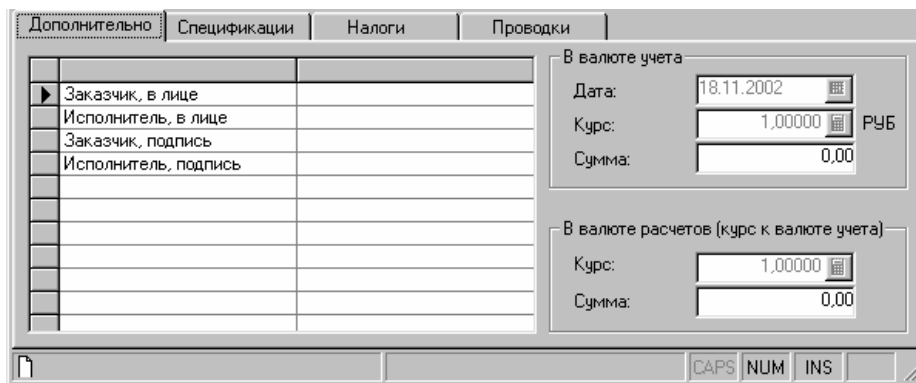 Дополнительно Спецификации Налоги Проводки
В валюте учета
Дата: 18.11.2002
Курс: 1,00000 РУБ
Сумма: 0,00
Заказчик, в лице
Исполнитель, в лице
Заказчик, подпись
Исполнитель, подпись
В валюте расчетов (курс к валюте учета)
Курс: 1,00000
Сумма: 0,00
CAPS NUM INS